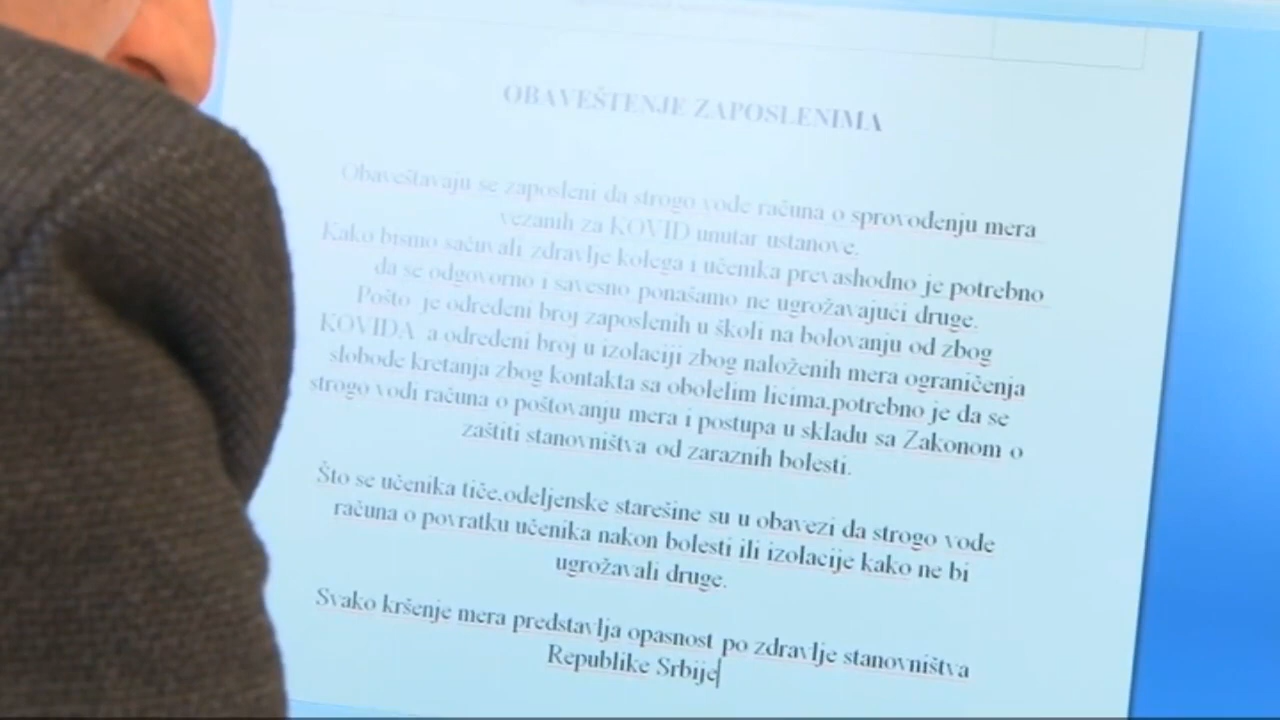 OBAVEŠTENJE ZAPOSLENIMA
Obaveštavaju se zaposleni da strogo vode računa o sprovođenju mera
vezanih za KOVID unutar ustanove.
Kako bismo sačuvali zdravlje kolega i učenika prevashodno je potrebno
da se odgovorno i savesno ponašamo ne ugrožavajući druge.
Pošto je određeni broj zaposlenih u školi na bolovanju od zbog
KOVIDA a određeni broj u izolaciji zbog naloženih mera ograničenja
slobode kretanja zbog kontakta sa obolelim licima,potrebno je da se
strogo vodi računa o poštovanju mera i postupa u skladu sa Zakonom o
zaštiti stanovništva od zaraznih bolesti.
Što se učenika tiče,odeljenske starešine su u obavezi da strogo vode
računa o povratku učenika nakon bolesti ili izolacije kako ne bi
ugrožavali druge.
Svako kršenje mera predstavlja opasnost po zdravlje stanovništva
Republike Srbije